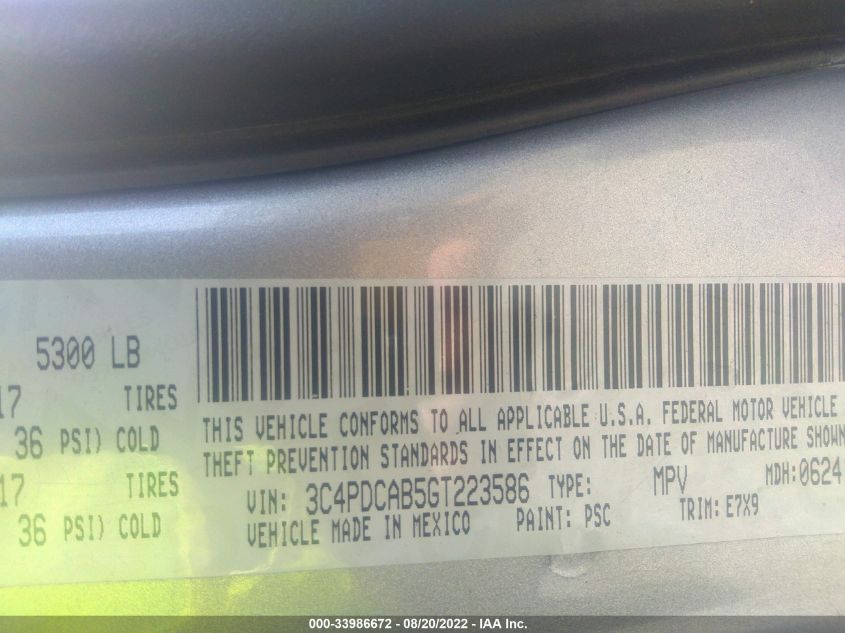 5300 LB
17 TIRES
36 PSI) COLD
17 TIRES
36 PSI) COLD
THIS VEHICLE CONFORMS TO ALL APPLICABLE U.S.A. FEDERAL MOTOR VEHICLE
THEFT PREVENTION STANDARDS IN EFFECT ON THE DATE OF MANUFACTURE SHOWN
VIN: 3C4PDCAB5GT223586 TYPE: MPV MDH:0624
VEHICLE MADE IN MEXICO PAINT: PSC TRIM: E7X9
000-33986672 - 08/20/2022 - IAA Inc.